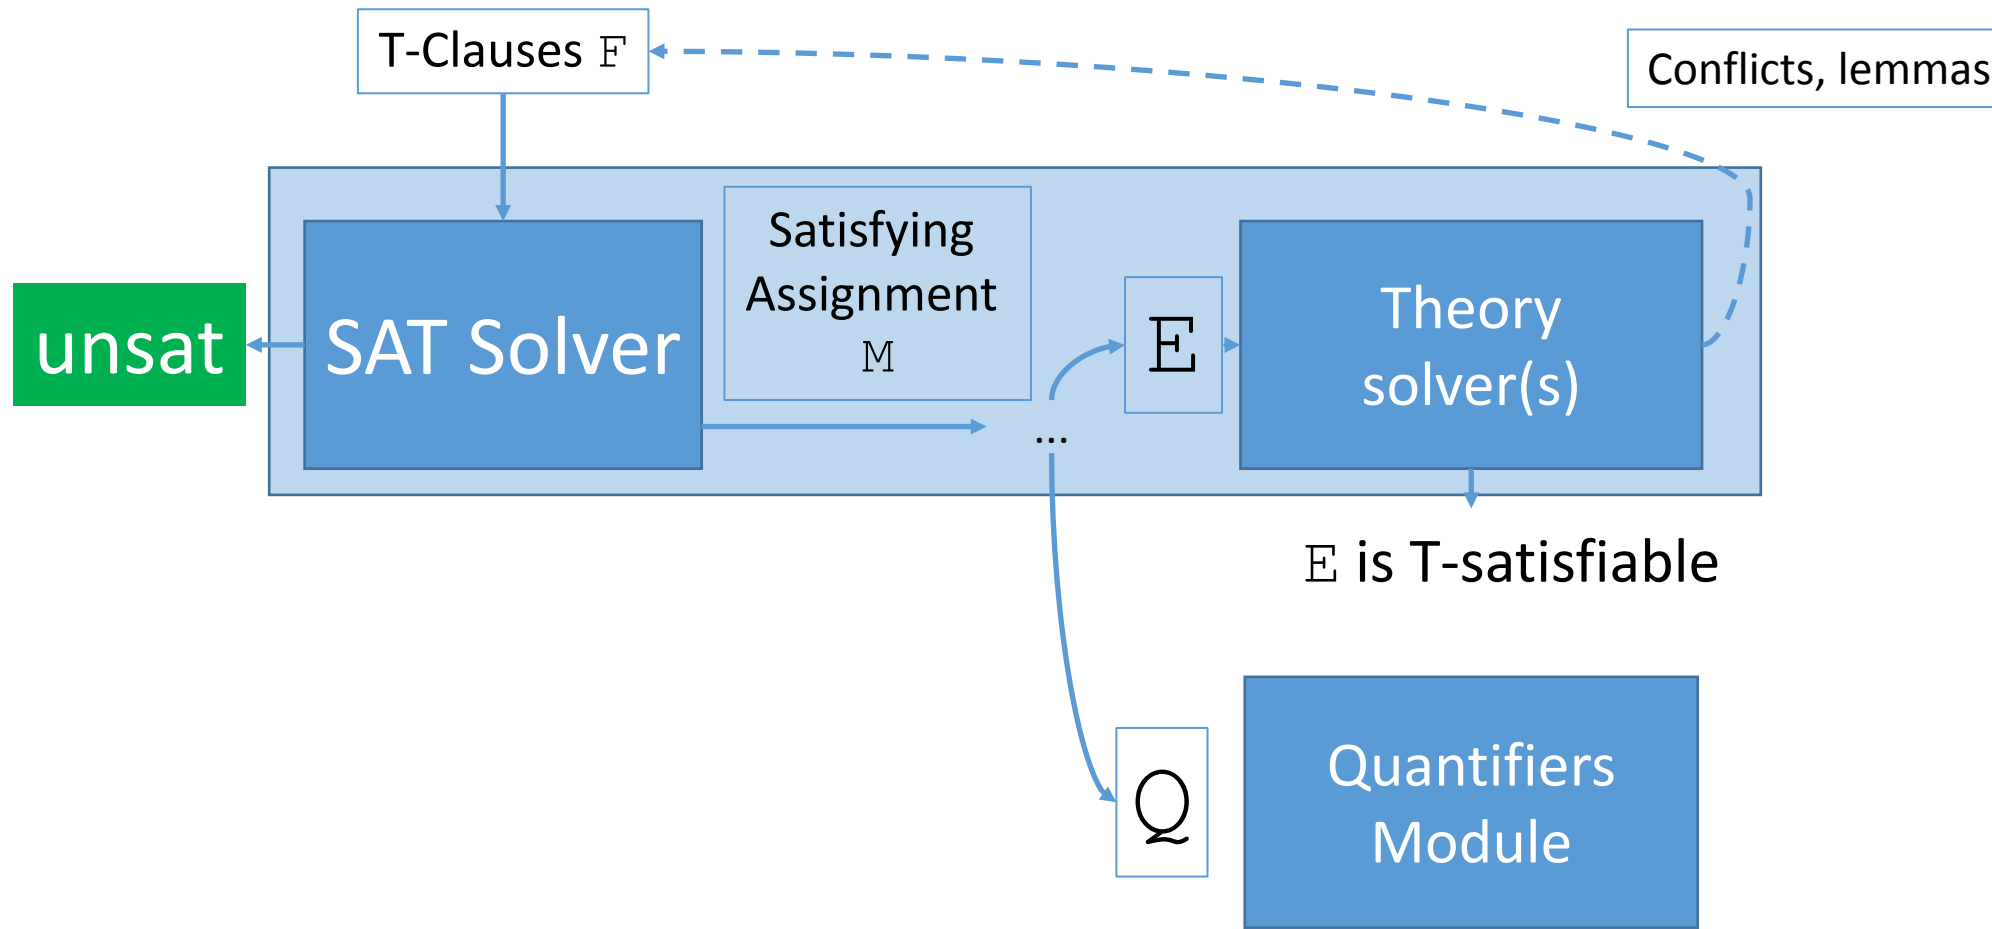 T-Clauses F
Conflicts, lemmas
Satisfying
Assignment
M
unsat
SAT Solver
E
Theory
solver(s)
...
E is T-satisfiable
Q
Quantifiers
Module